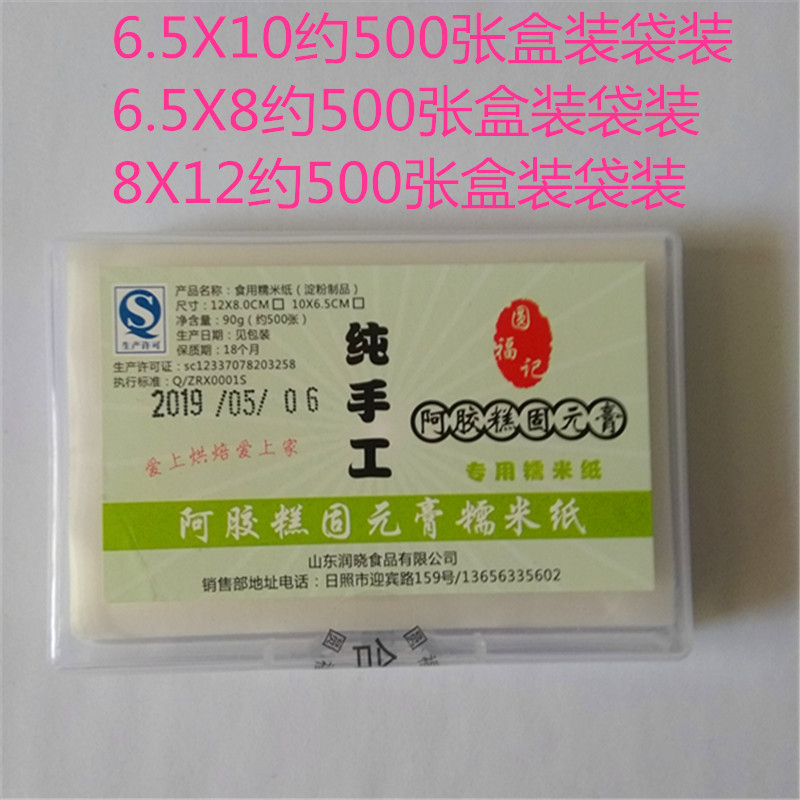 6.5X10约500张盒装袋装
6.5X8约500张盒装袋装
8X12约500张盒装袋装
生产许可
产品名称：食用糯米纸（淀粉制品）
尺寸：12X8.0CM□ 10X6.5CM□
净含量：90g（约500张）
生产日期：见包装
保质期：18个月
生产许可证：sc12337078203258
执行标准：Q/ZRX0001S
2019 /05/ 06
爱上烘焙爱上家
纯手工
圆福记
阿胶糕固元膏
专用糯米纸
阿胶糕固元膏糯米纸
山东润晓食品有限公司
销售部地址电话：日照市迎宾路159号/13656335602